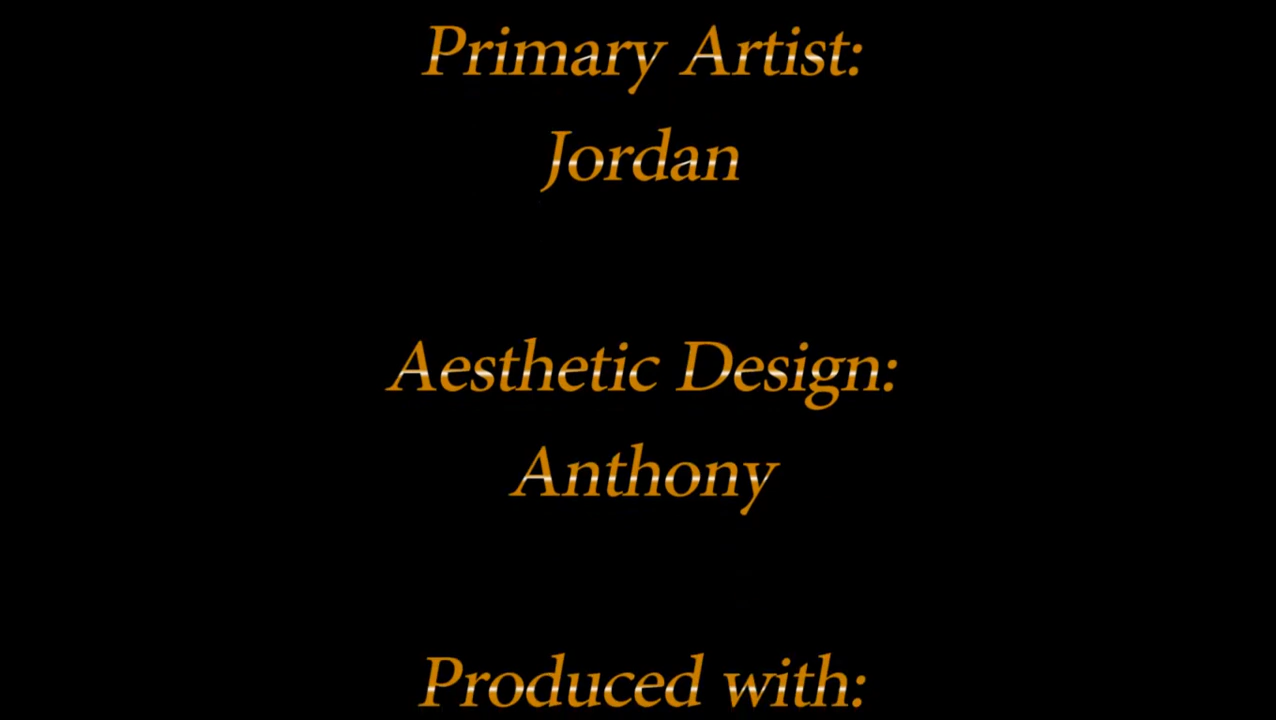 Primary Artist:
Jordan
Aesthetic Design:
Anthony
Produced with: